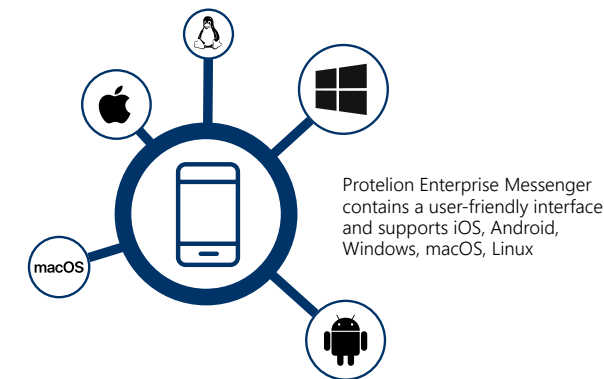 macOS
Protelion Enterprise Messenger
contains a user-friendly interface
and supports iOS, Android,
Windows, macOS, Linux